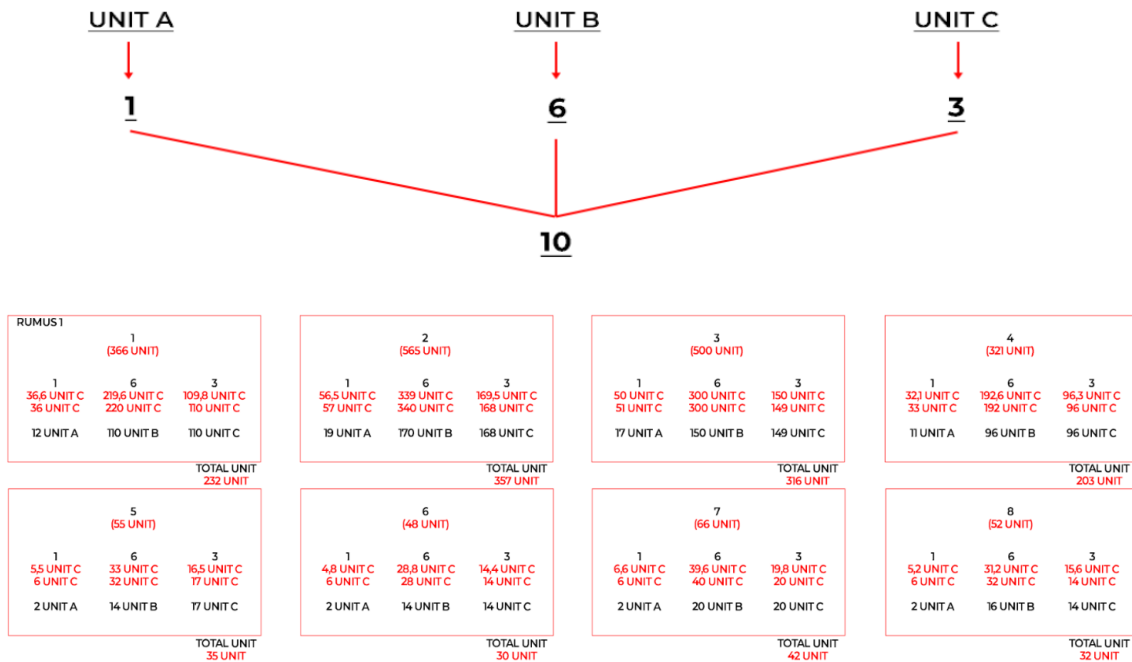 UNIT A UNIT B UNIT C
1 6 3
10
RUMUS 1
1
(366 UNIT)
1 6 3
36,6 UNIT C 219,6 UNIT C 109,8 UNIT C
36 UNIT C 220 UNIT C 110 UNIT C
12 UNIT A 110 UNIT B 110 UNIT C
TOTAL UNIT
232 UNIT
2
(565 UNIT)
1 6 3
56,5 UNIT C 339 UNIT C 169,5 UNIT C
57 UNIT C 340 UNIT C 168 UNIT C
19 UNIT A 170 UNIT B 168 UNIT C
TOTAL UNIT
357 UNIT
3
(500 UNIT)
1 6 3
50 UNIT C 300 UNIT C 150 UNIT C
51 UNIT C 300 UNIT C 149 UNIT C
17 UNIT A 150 UNIT B 149 UNIT C
TOTAL UNIT
316 UNIT
4
(321 UNIT)
1 6 3
32,1 UNIT C 192,6 UNIT C 96,3 UNIT C
33 UNIT C 192 UNIT C 96 UNIT C
11 UNIT A 96 UNIT B 96 UNIT C
TOTAL UNIT
203 UNIT
5
(55 UNIT)
1 6 3
5,5 UNIT C 33 UNIT C 16,5 UNIT C
6 UNIT C 32 UNIT C 17 UNIT C
2 UNIT A 14 UNIT B 17 UNIT C
TOTAL UNIT
35 UNIT
6
(48 UNIT)
1 6 3
4,8 UNIT C 28,8 UNIT C 14,4 UNIT C
6 UNIT C 28 UNIT C 14 UNIT C
2 UNIT A 14 UNIT B 14 UNIT C
TOTAL UNIT
30 UNIT
7
(66 UNIT)
1 6 3
6,6 UNIT C 39,6 UNIT C 19,8 UNIT C
6 UNIT C 40 UNIT C 20 UNIT C
2 UNIT A 20 UNIT B 20 UNIT C
TOTAL UNIT
42 UNIT
8
(52 UNIT)
1 6 3
5,2 UNIT C 31,2 UNIT C 15,6 UNIT C
6 UNIT C 32 UNIT C 14 UNIT C
2 UNIT A 16 UNIT B 14 UNIT C
TOTAL UNIT
32 UNIT